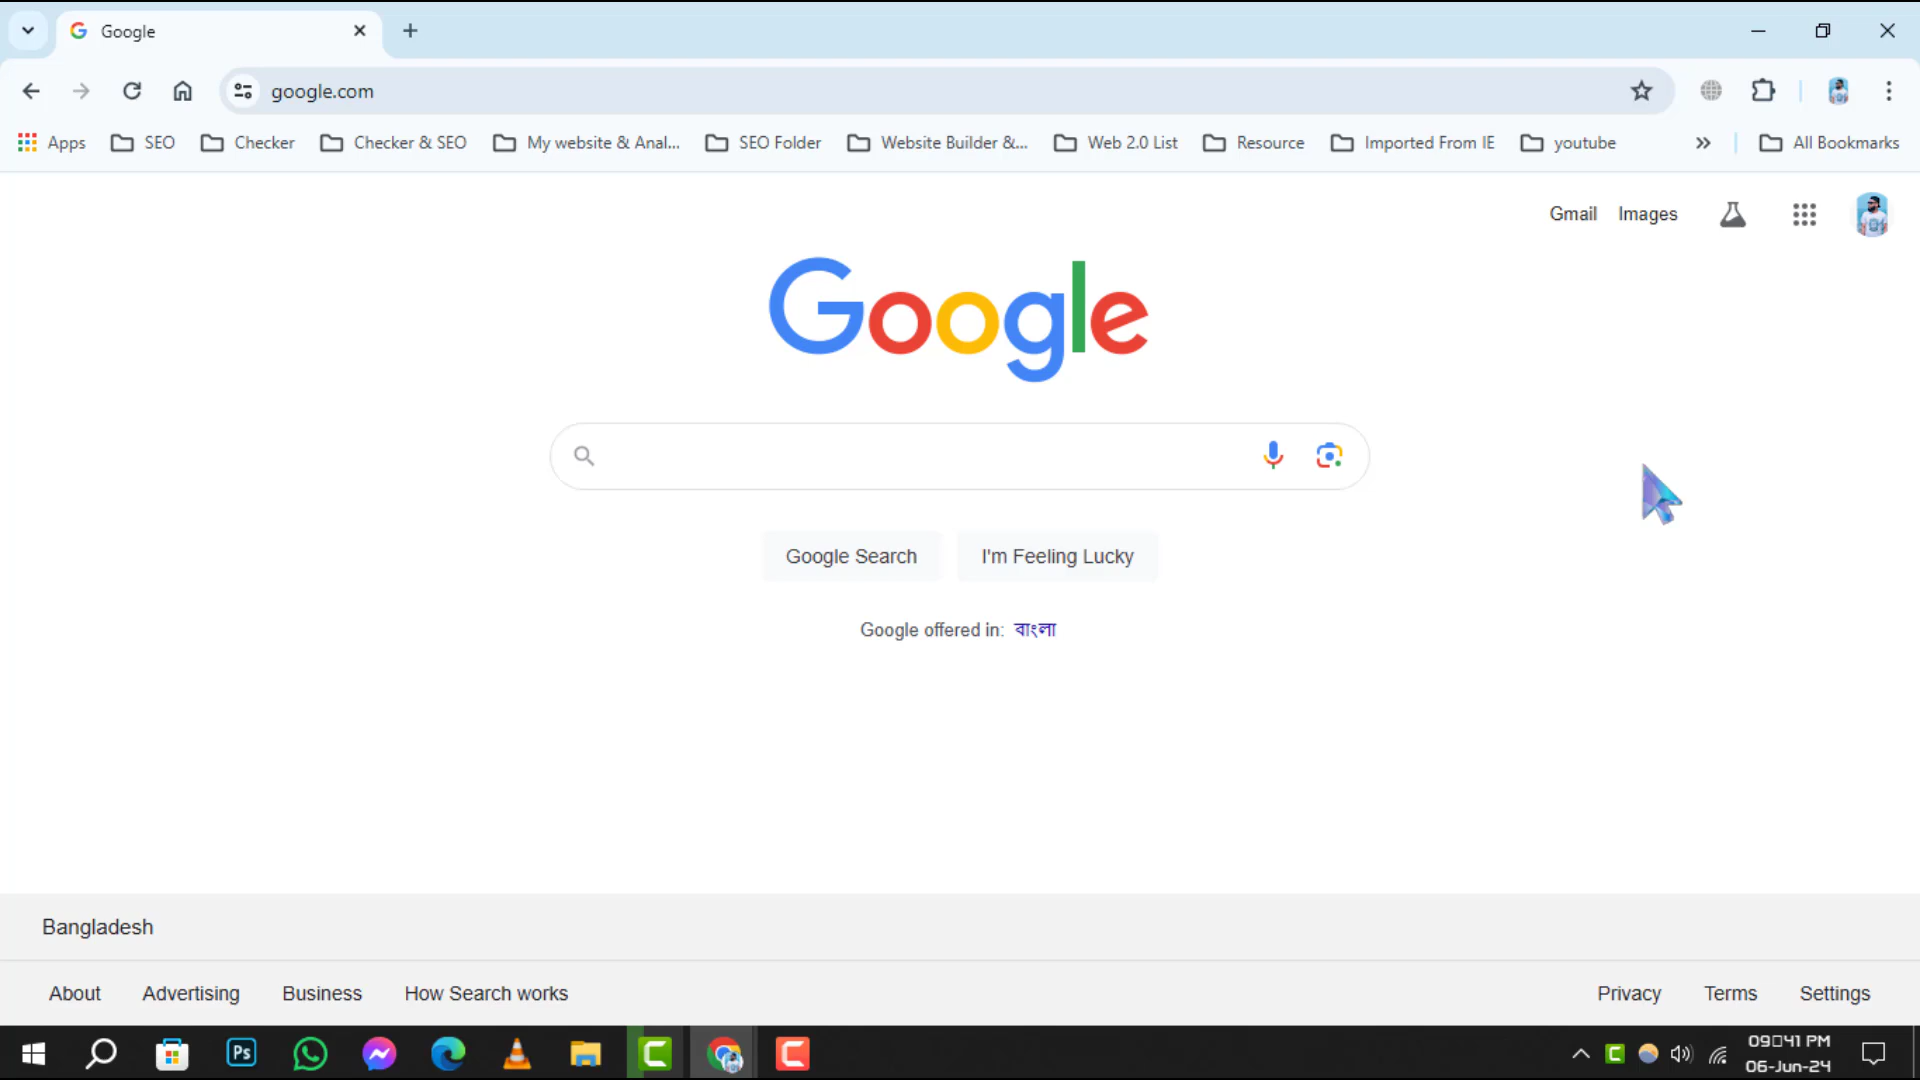 Google
google.com
Apps SEO Checker Checker & SEO My website & Anal... SEO Folder Website Builder &... Web 2.0 List Resource Imported From IE youtube All Bookmarks
Gmail Images
Google
Google Search I'm Feeling Lucky
Google offered in: বাংলা
Bangladesh
About Advertising Business How Search works Privacy Terms Settings
Ps
09□41 PM
06-Jun-24